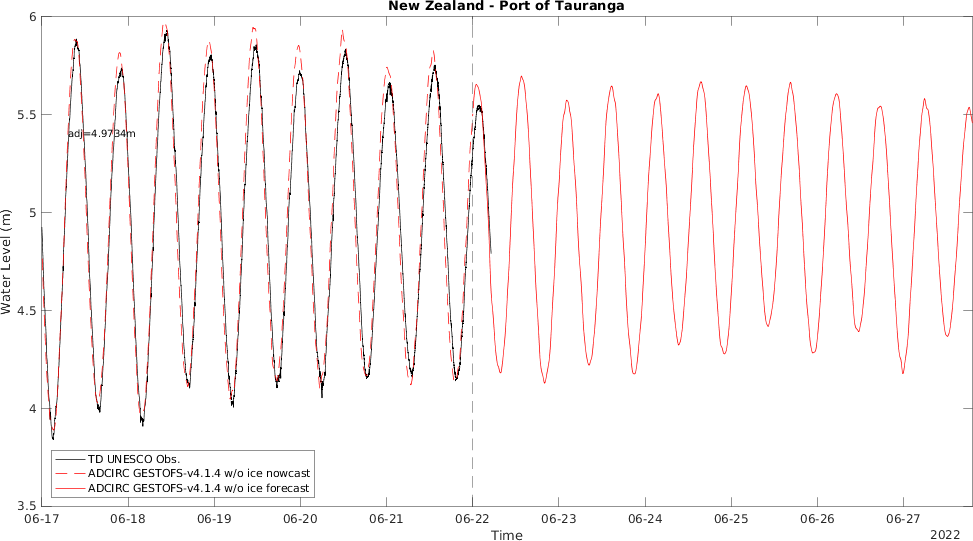 New Zealand - Port of Tauranga
6
5.5
5
4.5
4
3.5
Water Level (m)
adj=4.9734m
TD UNESCO Obs.
ADCIRC GESTOFS-v4.1.4 w/o ice nowcast
ADCIRC GESTOFS-v4.1.4 w/o ice forecast
06-17 06-18 06-19 06-20 06-21 06-22 06-23 06-24 06-25 06-26 06-27
Time
2022